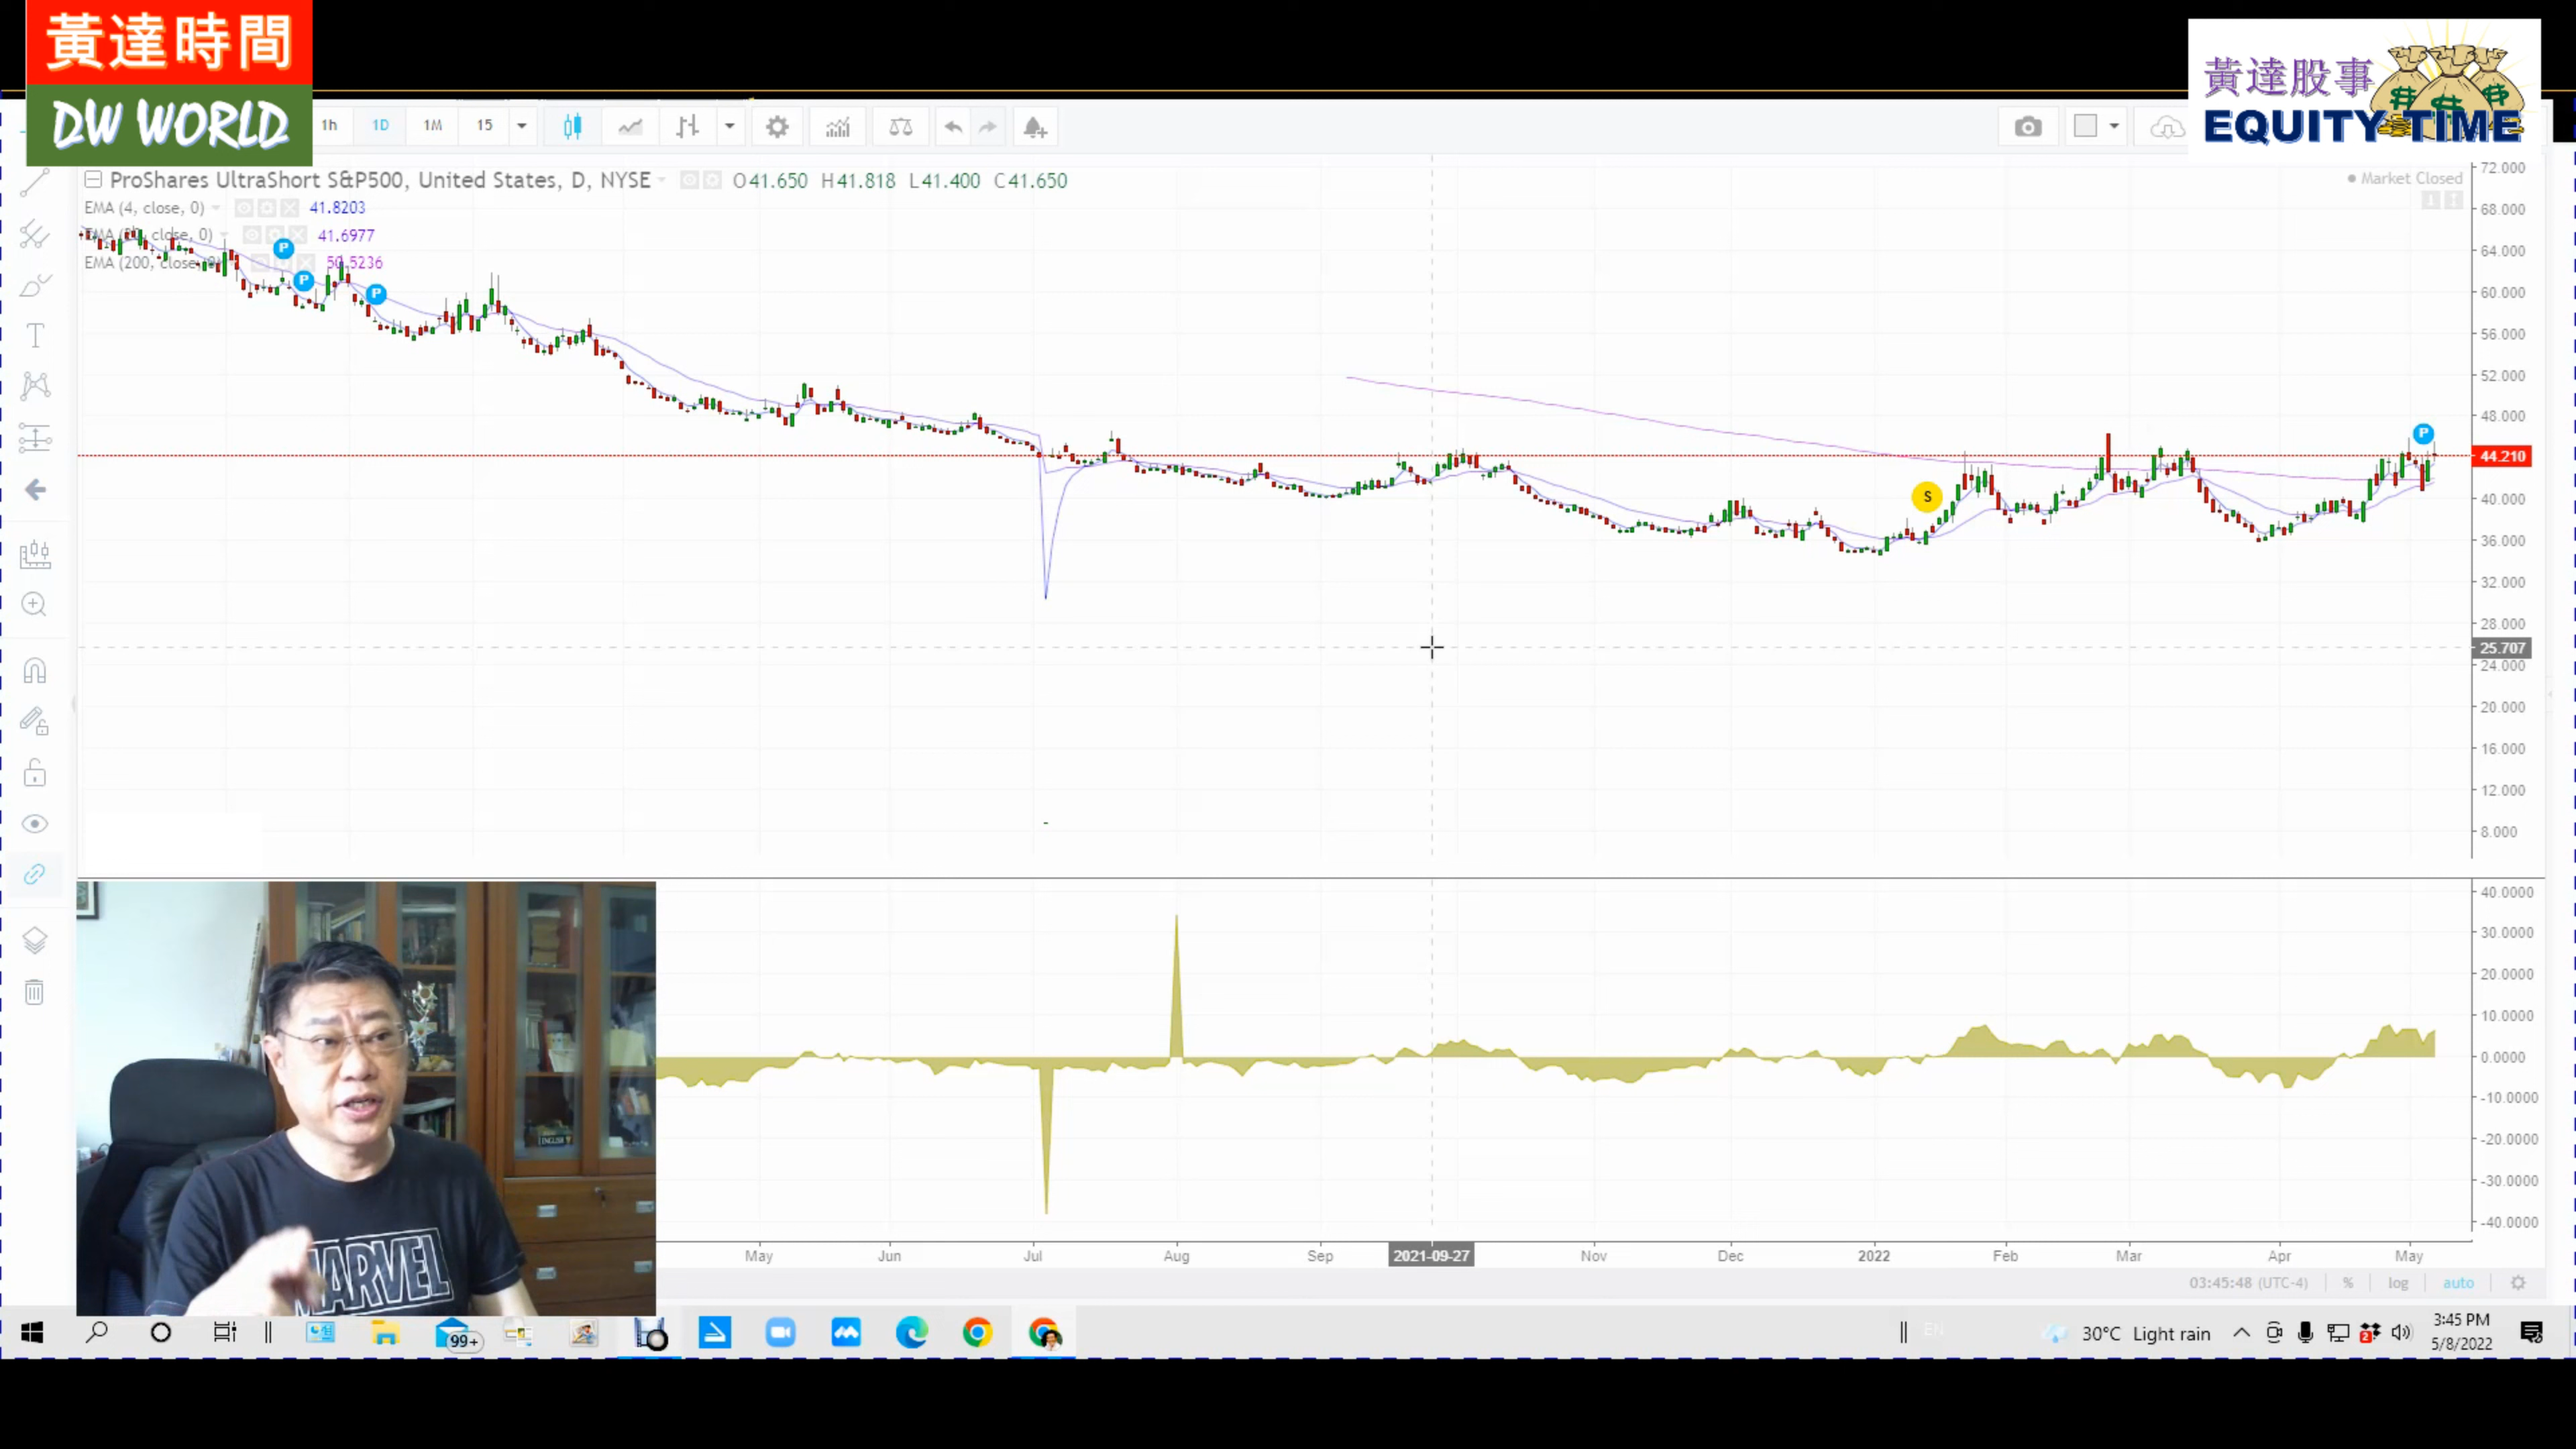 黃達時間
DW WORLD
黃達股事
EQUITY TIME
1h 1D 1M 15
ProShares UltraShort S&P500, United States, D, NYSE O41.650 H41.818 L41.400 C41.650
Market Closed
EMA (4, close, 0) 41.8203
41.6977
EMA (200, close, 0) 50.5236
P
P
P
P
S
72.000
68.000
64.000
60.000
56.000
52.000
48.000
44.210
40.000
36.000
32.000
28.000
25.707
24.000
20.000
16.000
12.000
8.000
40.0000
30.0000
20.0000
10.0000
0.0000
-10.0000
-20.0000
-30.0000
-40.0000
ENGLISH
MARVEL
May Jun Jul Aug Sep 2021-09-27 Nov Dec 2022 Feb Mar Apr May
03:45:48 (UTC-4) % log auto
99+
EN
30°C Light rain
2
3:45 PM
5/8/2022